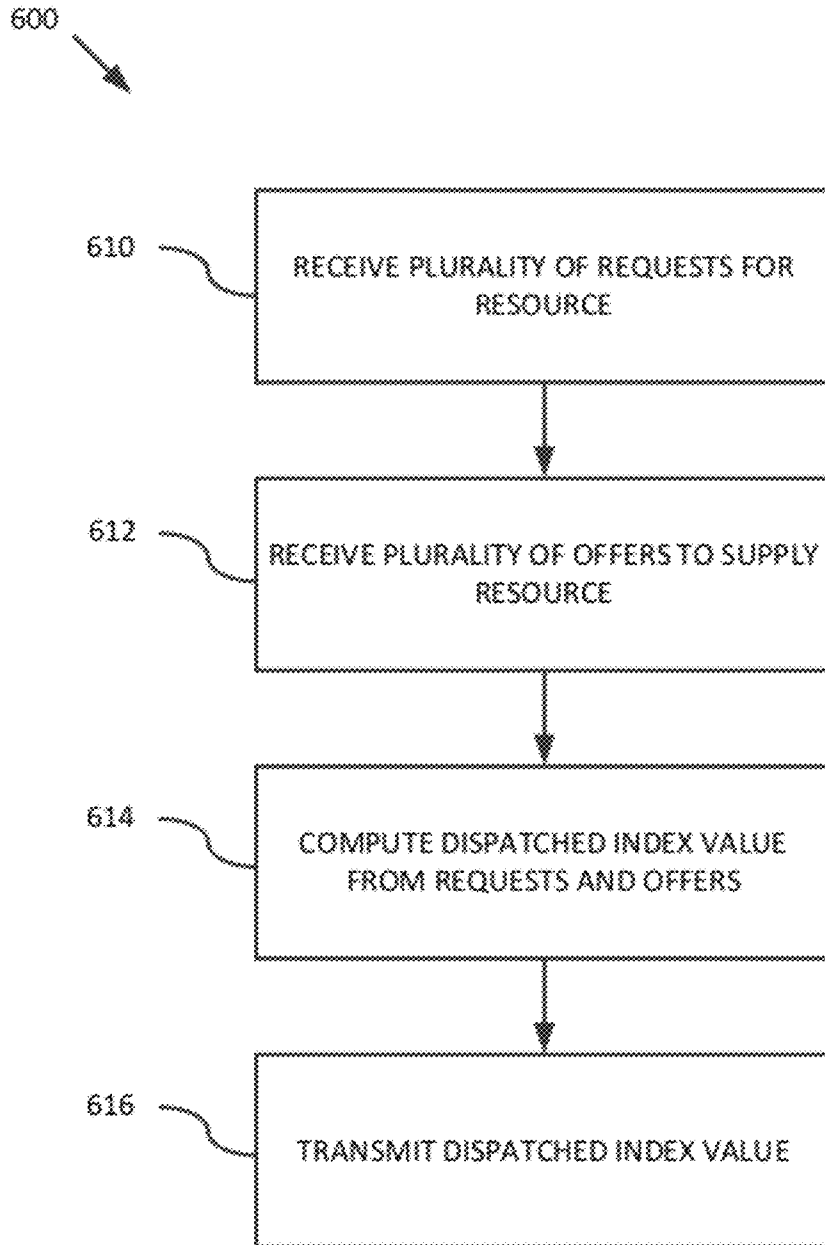 600
610
RECEIVE PLURALITY OF REQUESTS FOR
RESOURCE
612
RECEIVE PLURALITY OF OFFERS TO SUPPLY
RESOURCE
614
COMPUTE DISPATCHED INDEX VALUE
FROM REQUESTS AND OFFERS
616
TRANSMIT DISPATCHED INDEX VALUE